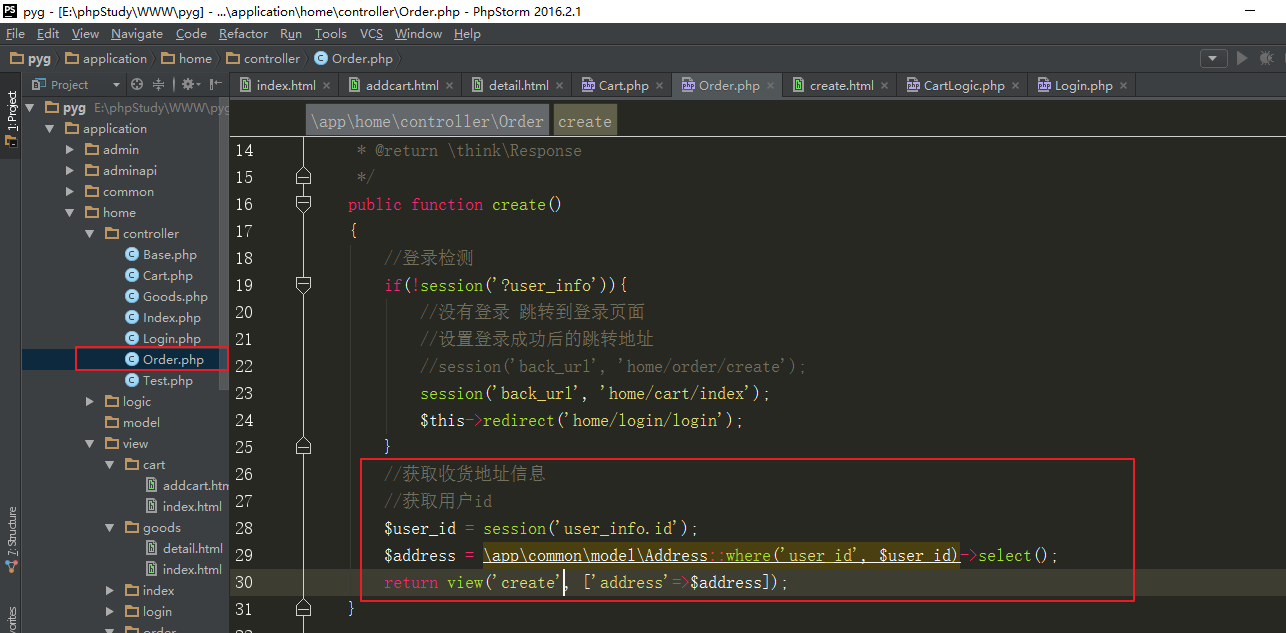 pyg - [E:\phpStudy\WWW\pyg] - ...\application\home\controller\Order.php - PhpStorm 2016.2.1
File Edit View Navigate Code Refactor Run Tools VCS Window Help
pyg application home controller Order.php
Project index.html addcart.html detail.html Cart.php Order.php create.html CartLogic.php Login.php
1: Project
7: Structure
pyg E:\phpStudy\WWW\pyg
application
admin
adminapi
common
home
controller
Base.php
Cart.php
Goods.php
Index.php
Login.php
Order.php
Test.php
logic
model
view
cart
addcart.htm
index.html
goods
detail.html
index.html
index
login
order
\app\home\controller\Order create
14 * @return \think\Response
15 */
16 public function create()
17 {
18 //登录检测
19 if(!session('?user_info')){
20 //没有登录 跳转到登录页面
21 //设置登录成功后的跳转地址
22 //session('back_url', 'home/order/create');
23 session('back_url', 'home/cart/index');
24 $this->redirect('home/login/login');
25 }
26 //获取收货地址信息
27 //获取用户id
28 $user_id = session('user_info.id');
29 $address = \app\common\model\Address::where('user_id', $user_id)->select();
30 return view('create', ['address'=>$address]);
31 }